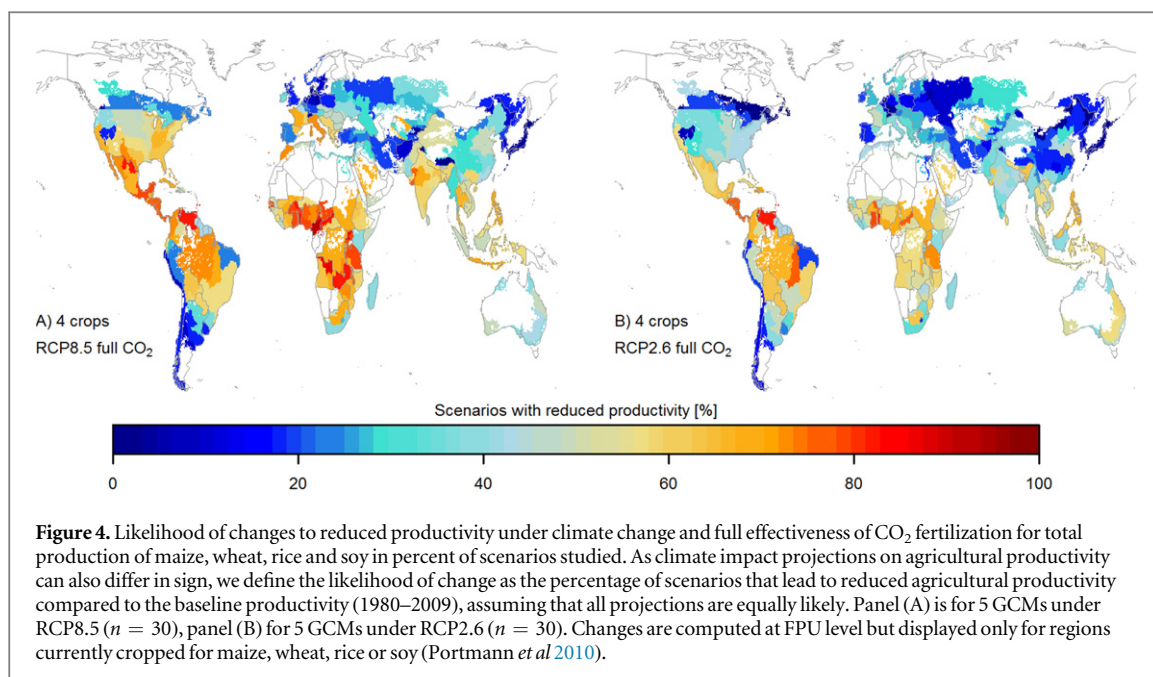 A) 4 crops
RCP8.5 full CO₂
B) 4 crops
RCP2.6 full CO₂
Scenarios with reduced productivity [%]
0 20 40 60 80 100
Figure 4. Likelihood of changes to reduced productivity under climate change and full effectiveness of CO₂ fertilization for total
production of maize, wheat, rice and soy in percent of scenarios studied. As climate impact projections on agricultural productivity
can also differ in sign, we define the likelihood of change as the percentage of scenarios that lead to reduced agricultural productivity
compared to the baseline productivity (1980–2009), assuming that all projections are equally likely. Panel (A) is for 5 GCMs under
RCP8.5 (n = 30), panel (B) for 5 GCMs under RCP2.6 (n = 30). Changes are computed at FPU level but displayed only for regions
currently cropped for maize, wheat, rice or soy (Portmann et al 2010).